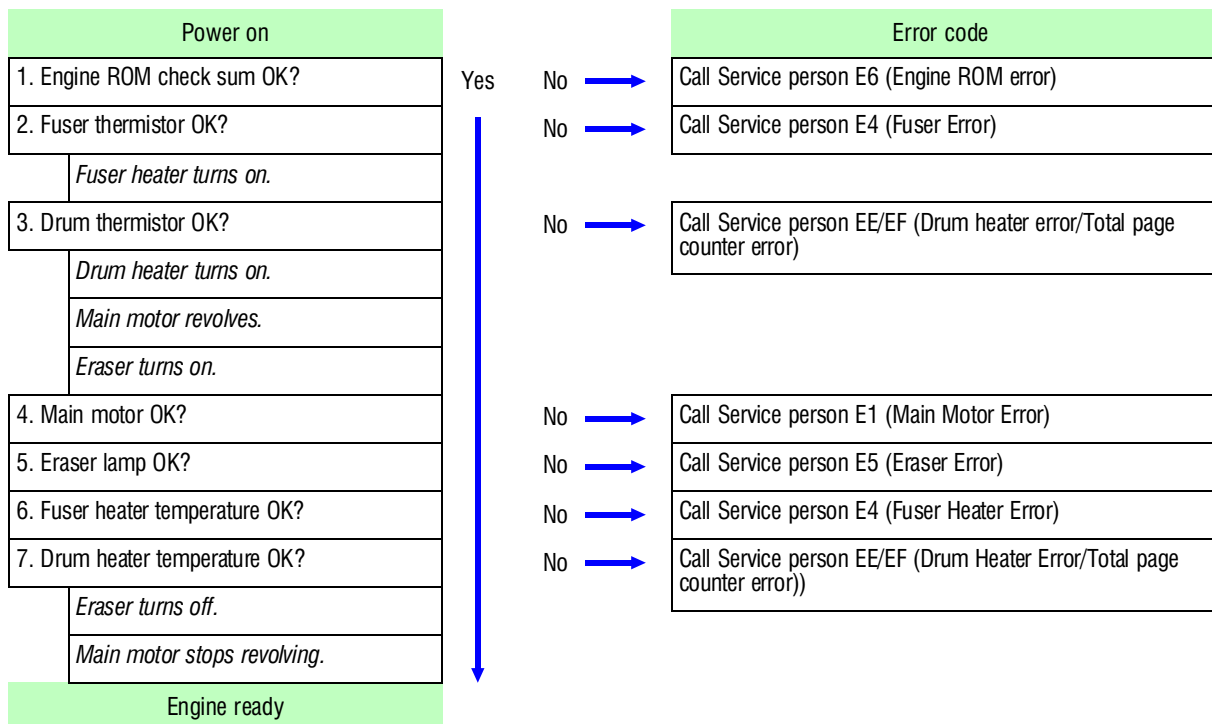 Power on
Error code
1. Engine ROM check sum OK?
Yes
No
Call Service person E6 (Engine ROM error)
2. Fuser thermistor OK?
No
Call Service person E4 (Fuser Error)
Fuser heater turns on.
3. Drum thermistor OK?
No
Call Service person EE/EF (Drum heater error/Total page
counter error)
Drum heater turns on.
Main motor revolves.
Eraser turns on.
4. Main motor OK?
No
Call Service person E1 (Main Motor Error)
5. Eraser lamp OK?
No
Call Service person E5 (Eraser Error)
6. Fuser heater temperature OK?
No
Call Service person E4 (Fuser Heater Error)
7. Drum heater temperature OK?
No
Call Service person EE/EF (Drum Heater Error/Total page
counter error))
Eraser turns off.
Main motor stops revolving.
Engine ready